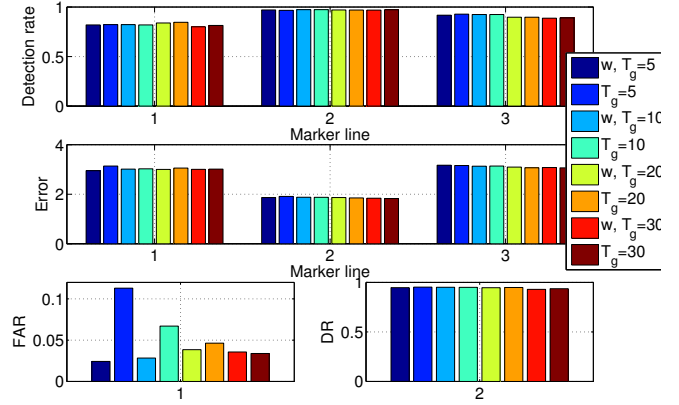 Detection rate
1
0.5
0
1
2
3
Marker line
Error
4
2
0
1
2
3
Marker line
w, T_g=5
T_g=5
w, T_g=10
T_g=10
w, T_g=20
T_g=20
w, T_g=30
T_g=30
FAR
0.1
0.05
0
1
DR
1
0.5
0
2